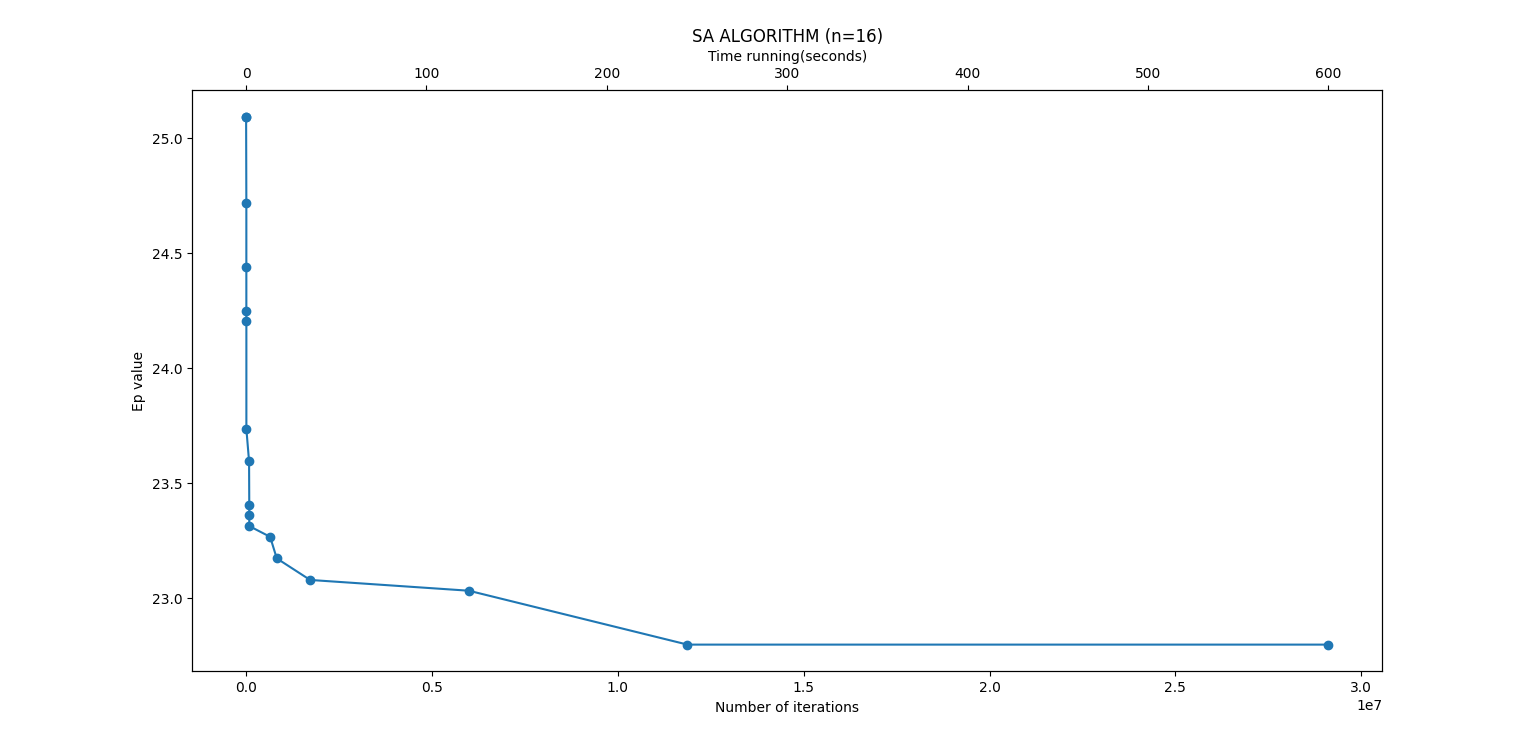 SA ALGORITHM (n=16)
Time running(seconds)
0 100 200 300 400 500 600
25.0
24.5
24.0
23.5
23.0
Ep value
0.0 0.5 1.0 1.5 2.0 2.5 3.0
1e7
Number of iterations